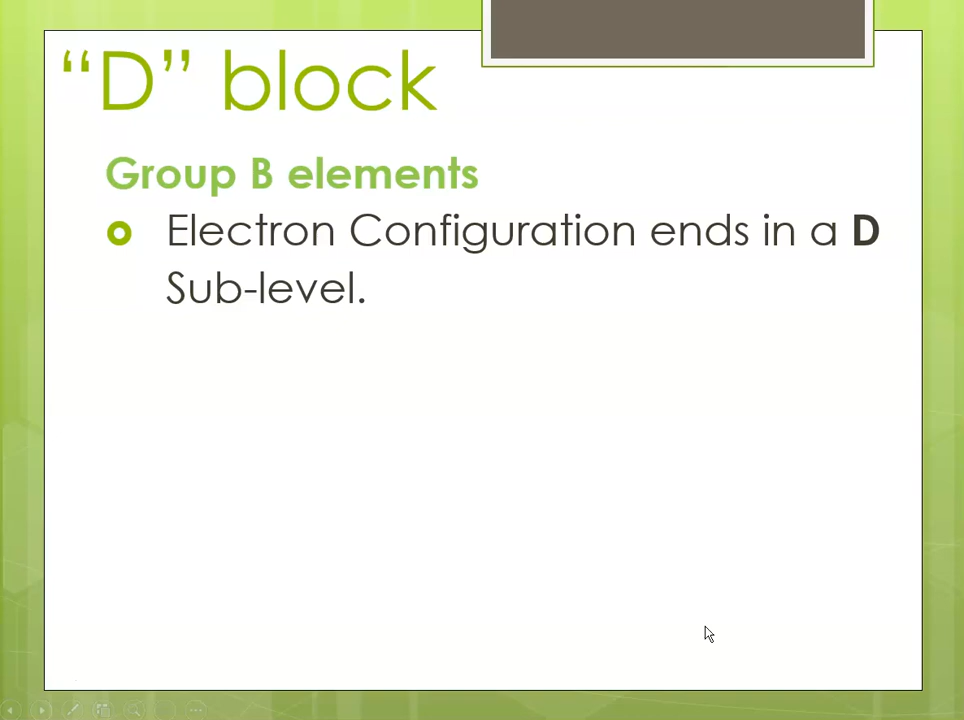 “D” block
Group B elements
Electron Configuration ends in a D
Sub-level.